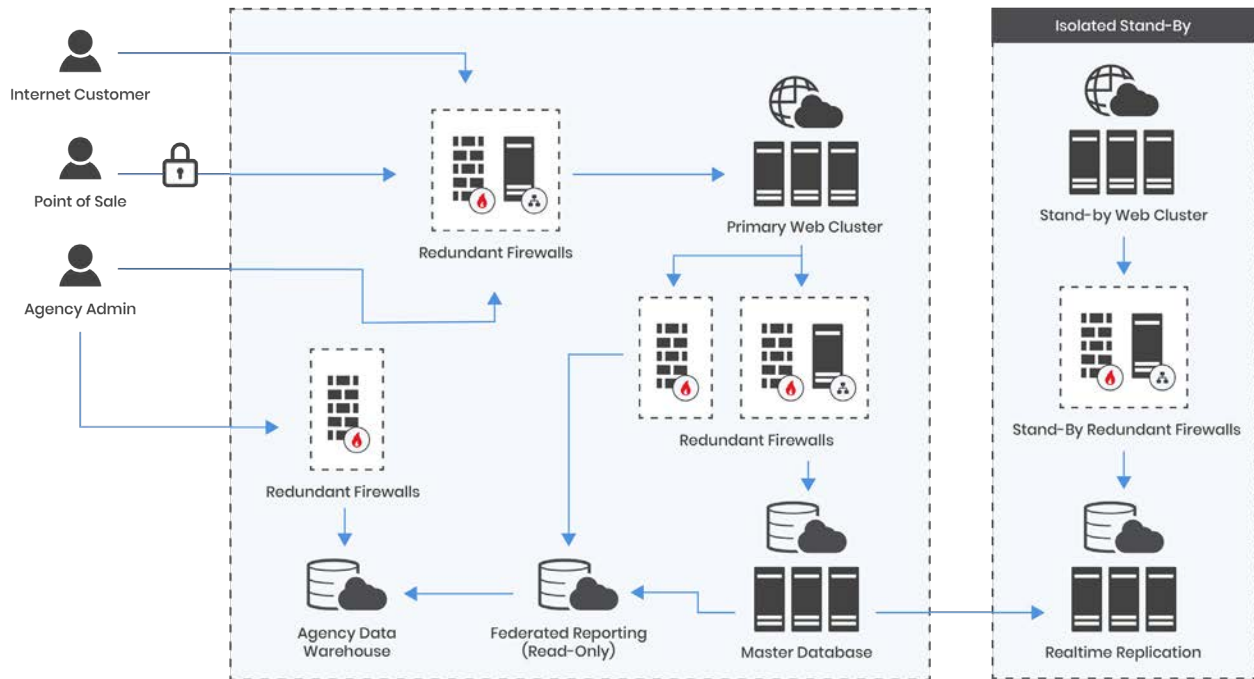 Isolated Stand-By
Internet Customer
Point of Sale
Agency Admin
Redundant Firewalls
Primary Web Cluster
Stand-by Web Cluster
Redundant Firewalls
Stand-By Redundant Firewalls
Redundant Firewalls
Agency Data
Warehouse
Federated Reporting
(Read-Only)
Master Database
Realtime Replication